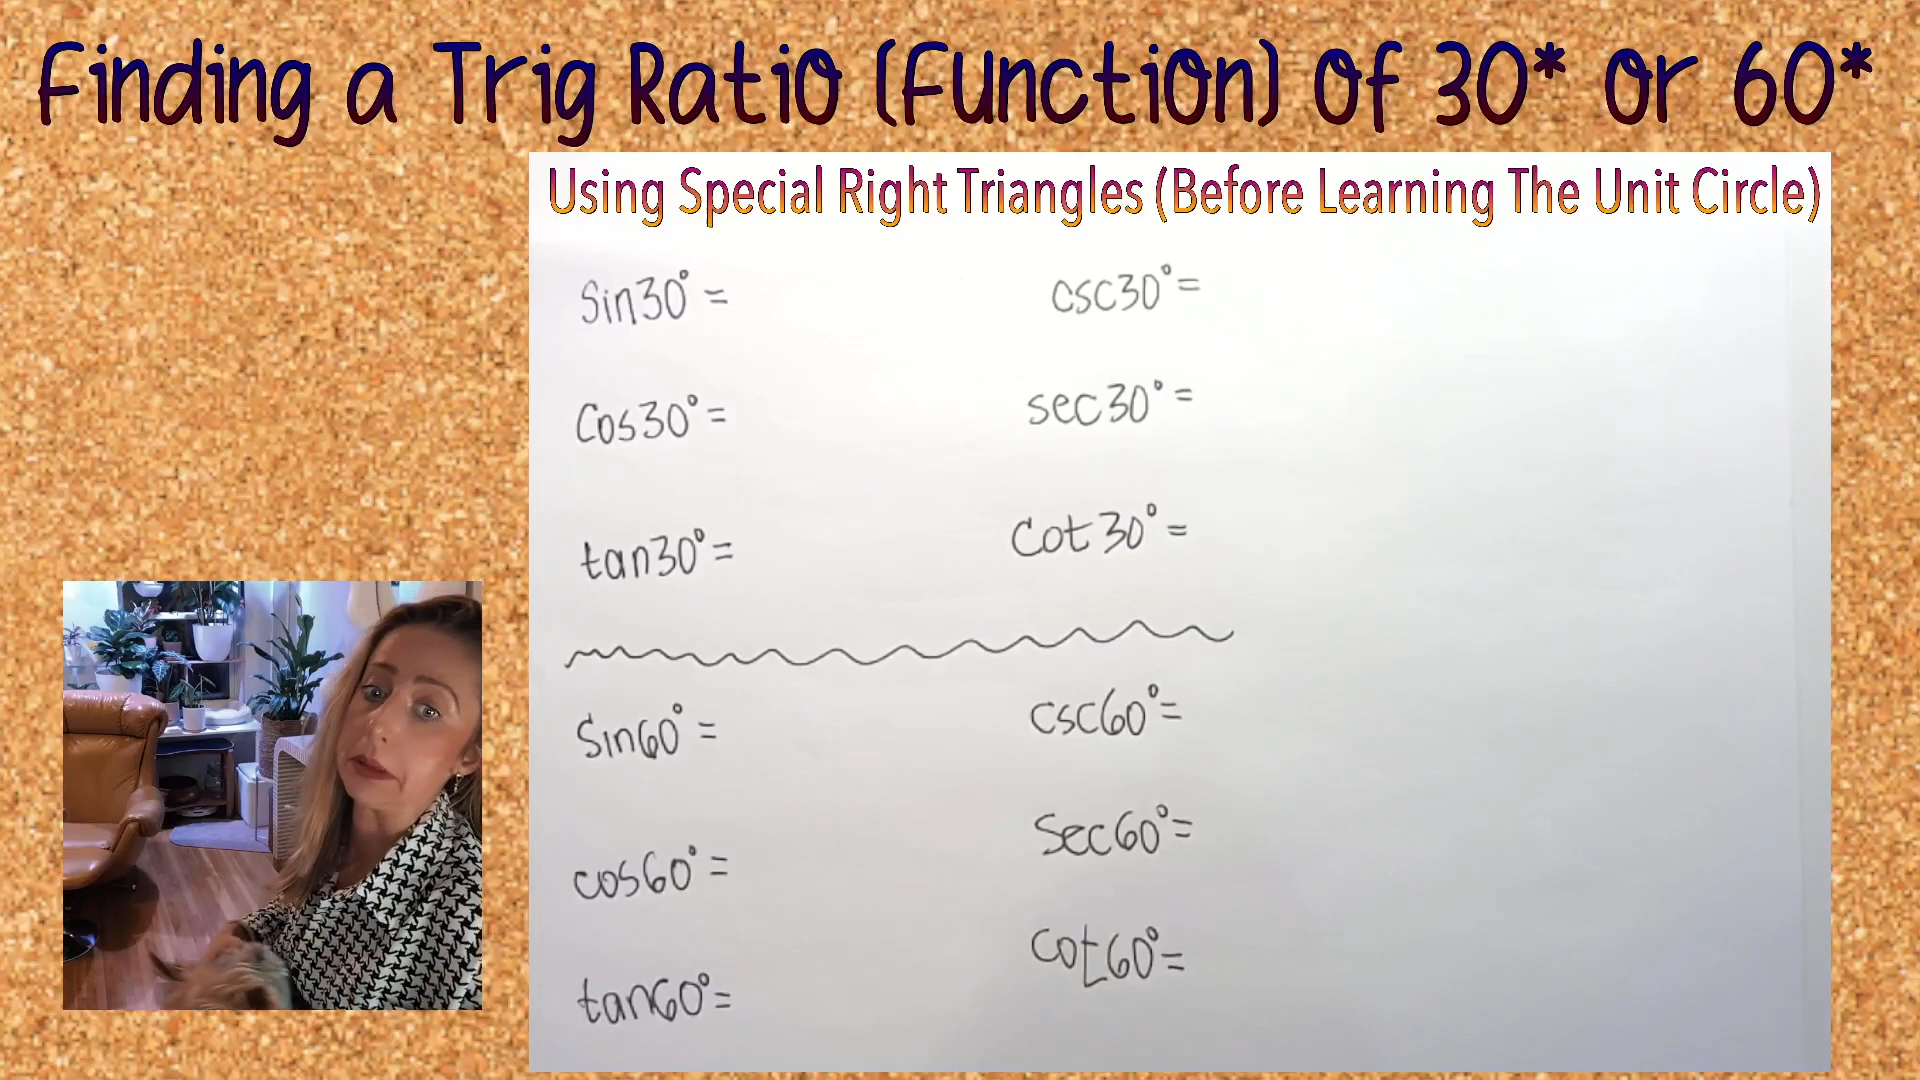 Finding a Trig Ratio (Function) of 30* or 60*
Using Special Right Triangles (Before Learning The Unit Circle)
Sin30°=
csc30°=
Cos30°=
sec30°=
tan30°=
Cot30°=
Sin60°=
csc60°=
cos60°=
Sec60°=
tan60°=
Cot60°=